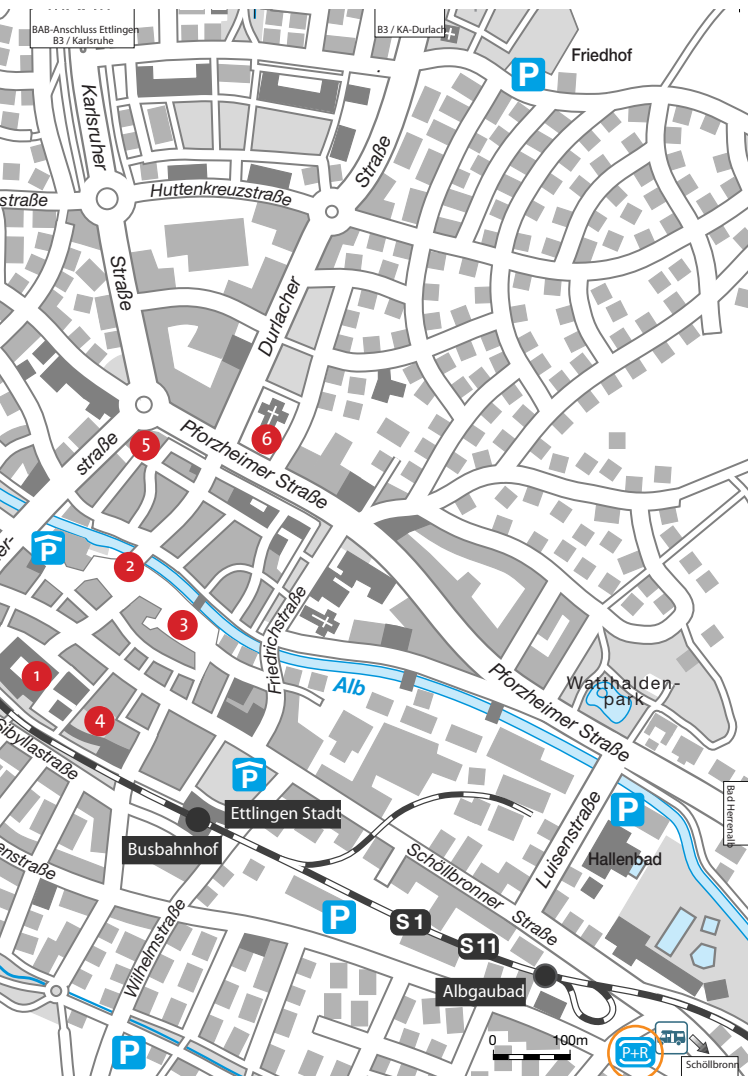 BAB-Anschluss Ettlingen
B3 / Karlsruhe
B3 / KA-Durlach
Friedhof
P
Karlsruher
Straße
straße
Huttenkreuzstraße
Straße
Durlacher
straße
5
6
Pforzheimer Straße
P
2
3
Friedrichstraße
1
4
Alb
Watthalden-
park
Pforzheimer Straße
Sibyllastraße
P
Ettlingen Stadt
Busbahnhof
P
Bad Herrenalb
Luisenstraße
Hallenbad
Schöllbronner Straße
enstraße
Wilhelmstraße
P
S 1
S 11
Albgaubad
0 100m
P
P+R
Schöllbronn